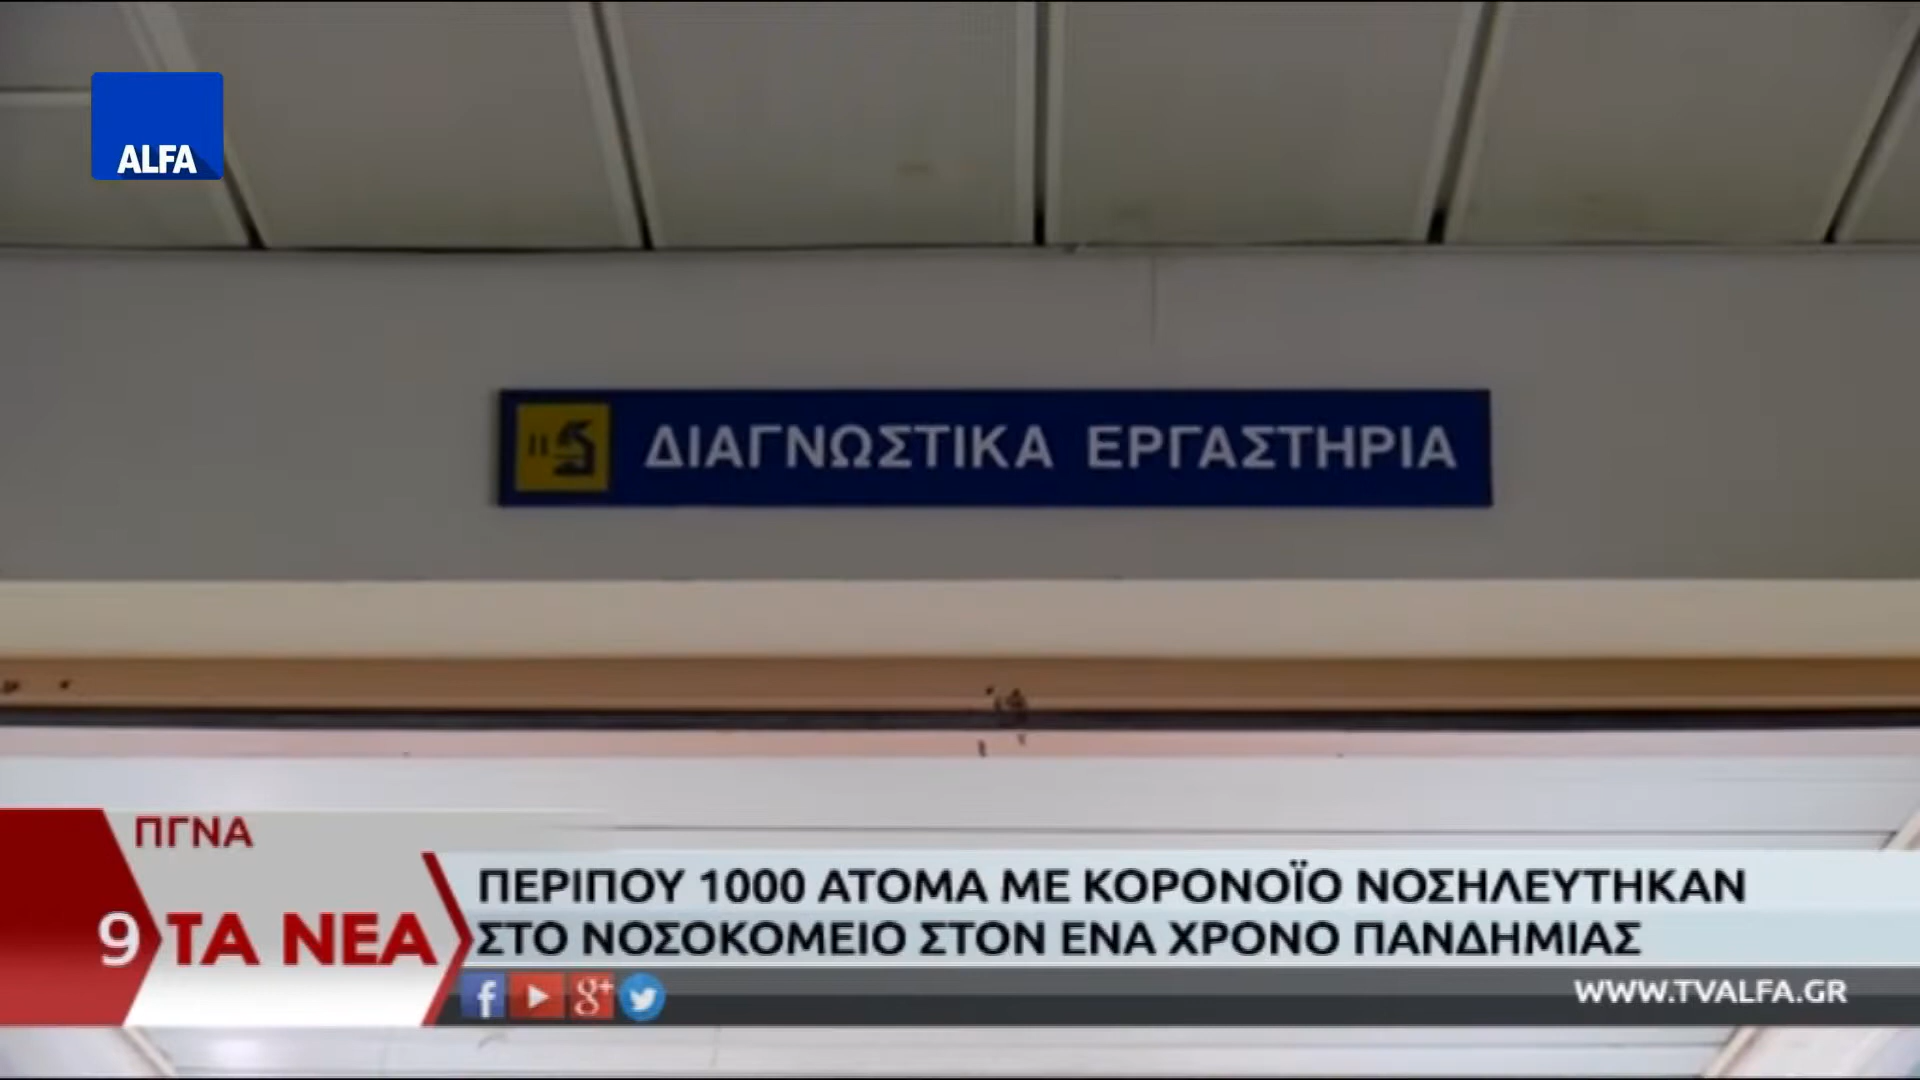 ALFA
ΔΙΑΓΝΩΣΤΙΚΑ ΕΡΓΑΣΤΗΡΙΑ
ΠΓΝΑ
9 ΤΑ ΝΕΑ
ΠΕΡΙΠΟΥ 1000 ΑΤΟΜΑ ΜΕ ΚΟΡΟΝΟΪΟ ΝΟΣΗΛΕΥΤΗΚΑΝ
ΣΤΟ ΝΟΣΟΚΟΜΕΙΟ ΣΤΟΝ ΕΝΑ ΧΡΟΝΟ ΠΑΝΔΗΜΙΑΣ
f g+
WWW.TVALFA.GR